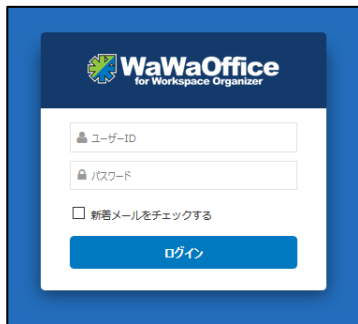 WaWaOffice
for Workspace Organizer
ユーザーID
パスワード
新着メールをチェックする
ログイン